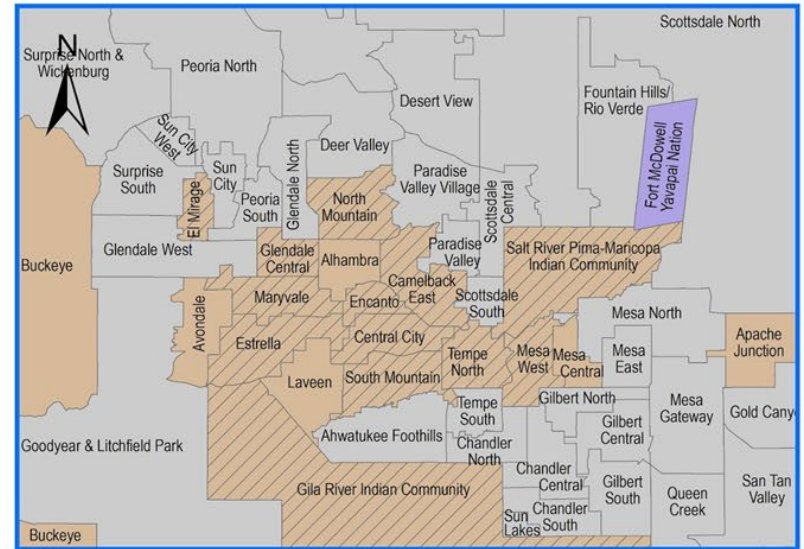 Scottsdale North
N
Surprise North &
Wickenburg
Peoria North
Desert View
Fountain Hills/
Rio Verde
Fort McDowell
Yavapai Nation
Sun City
West
Deer Valley
Glendale North
Surprise
South
Sun
City
El Mirage
Peoria
South
North
Mountain
Paradise
Valley Village
Scottsdale
Central
Glendale West
Glendale
Central
Alhambra
Paradise
Valley
Salt River Pima-Maricopa
Indian Community
Buckeye
Camelback
East
Avondale
Maryvale
Encanto
Scottsdale
South
Mesa North
Estrella
Central City
Tempe
North
Mesa
West
Mesa
Central
Mesa
East
Apache
Junction
Laveen
South Mountain
Gilbert North
Mesa
Gateway
Gold Cany
Tempe
South
Gilbert
Central
Goodyear & Litchfield Park
Ahwatukee Foothills
Chandler
North
Chandler
Central
Gila River Indian Community
Gilbert
South
Queen
Creek
San Tan
Valley
Sun
Lakes
Chandler
South
Buckeye